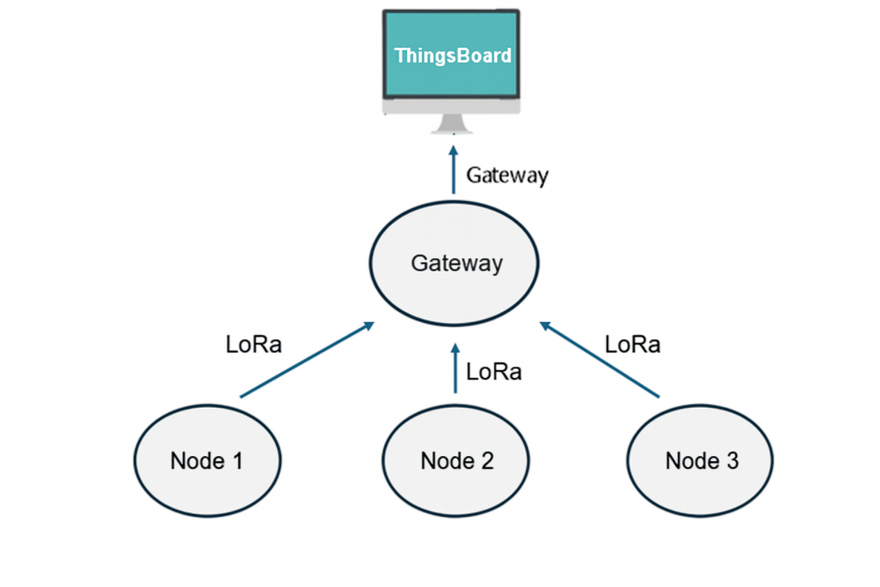 ThingsBoard
Gateway
Gateway
LoRa
LoRa
LoRa
Node 1
Node 2
Node 3